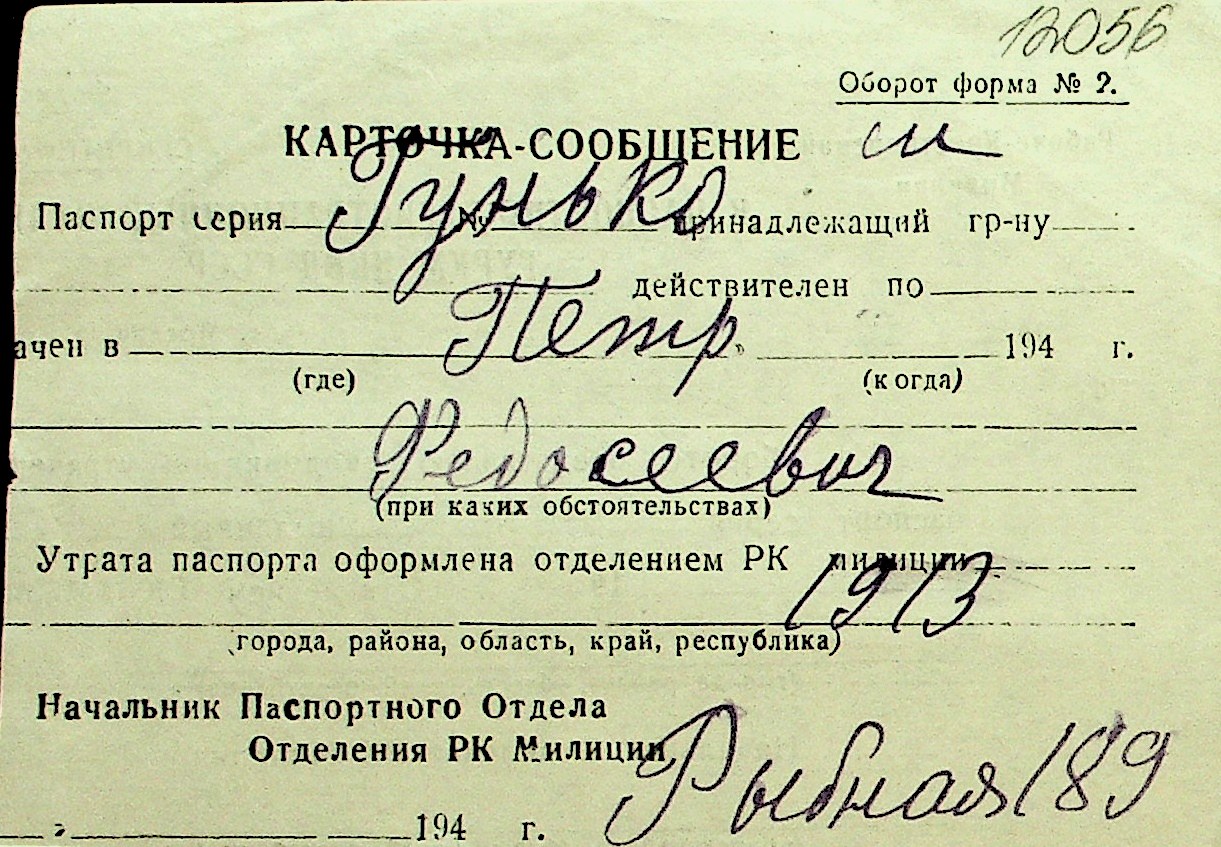 12056
Оборот форма № 2.
КАРТОЧКА-СООБЩЕНИЕ
Гунько
Паспорт серия № принадлежащий гр-ну
действителен по
Петр
ачен в 194 г.
(где) (когда)
Федосеевич
(при каких обстоятельствах)
Утрата паспорта оформлена отделением РК милиции
1913
(города, района, область, край, республика)
Начальник Паспортного Отдела
Отделения РК Милиции
Рыбная 189
194 г.